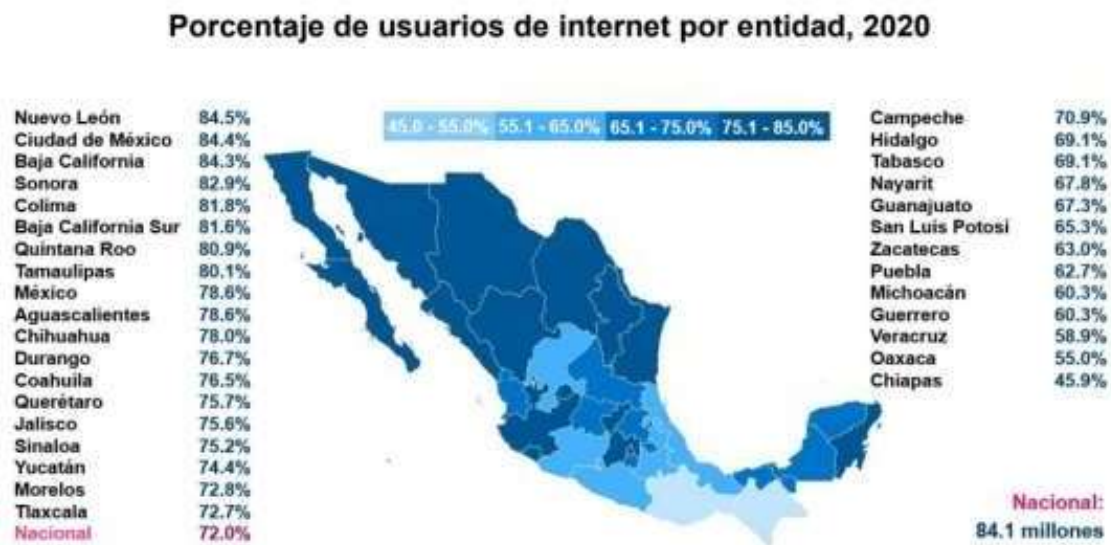 Porcentaje de usuarios de internet por entidad, 2020
45.0 - 55.0% 55.1 - 65.0% 65.1 - 75.0% 75.1 - 85.0%
Nuevo León 84.5%
Ciudad de México 84.4%
Baja California 84.3%
Sonora 82.9%
Colima 81.8%
Baja California Sur 81.6%
Quintana Roo 80.9%
Tamaulipas 80.1%
México 78.6%
Aguascalientes 78.6%
Chihuahua 78.0%
Durango 76.7%
Coahuila 76.5%
Querétaro 75.7%
Jalisco 75.6%
Sinaloa 75.2%
Yucatán 74.4%
Morelos 72.8%
Tlaxcala 72.7%
Nacional 72.0%
Campeche 70.9%
Hidalgo 69.1%
Tabasco 69.1%
Nayarit 67.8%
Guanajuato 67.3%
San Luis Potosí 65.3%
Zacatecas 63.0%
Puebla 62.7%
Michoacán 60.3%
Guerrero 60.3%
Veracruz 58.9%
Oaxaca 55.0%
Chiapas 45.9%
Nacional:
84.1 millones